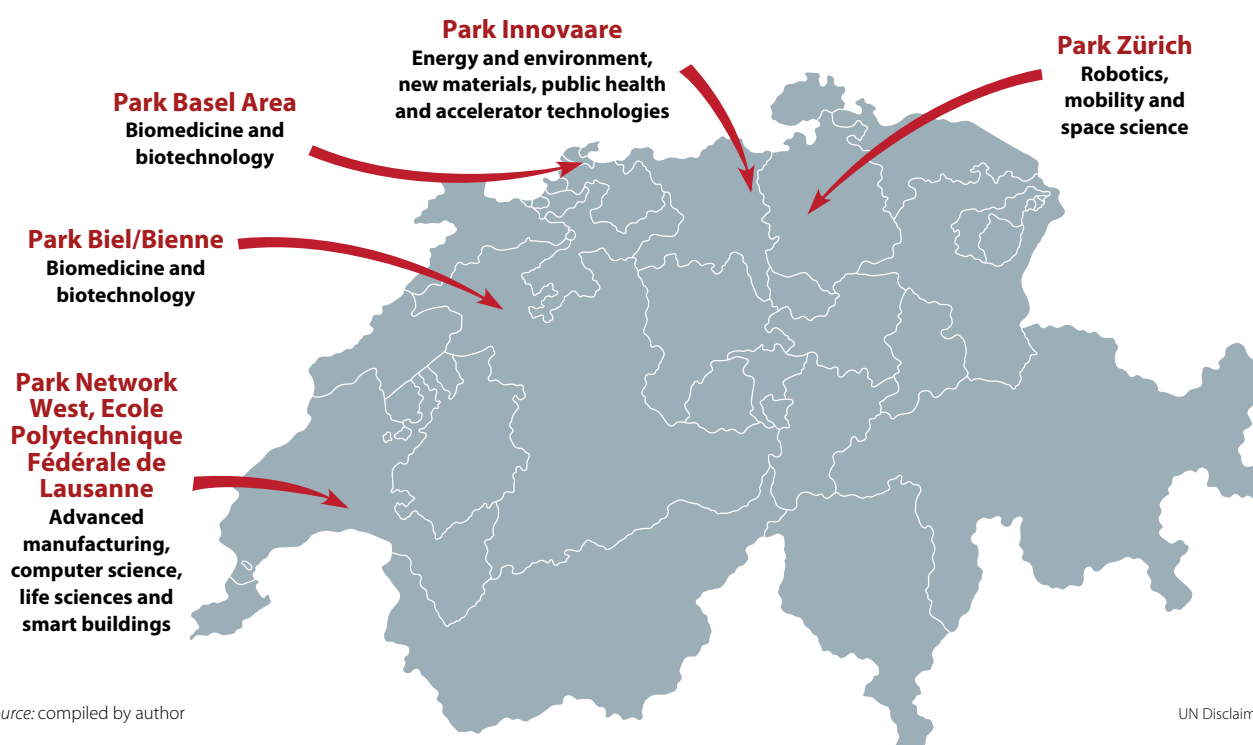 Park Innovaare
Energy and environment,
new materials, public health
and accelerator technologies
Park Zürich
Robotics,
mobility and
space science
Park Basel Area
Biomedicine and
biotechnology
Park Biel/Bienne
Biomedicine and
biotechnology
Park Network
West, Ecole
Polytechnique
Fédérale de
Lausanne
Advanced
manufacturing,
computer science,
life sciences and
smart buildings
urce: compiled by author
UN Disclaim